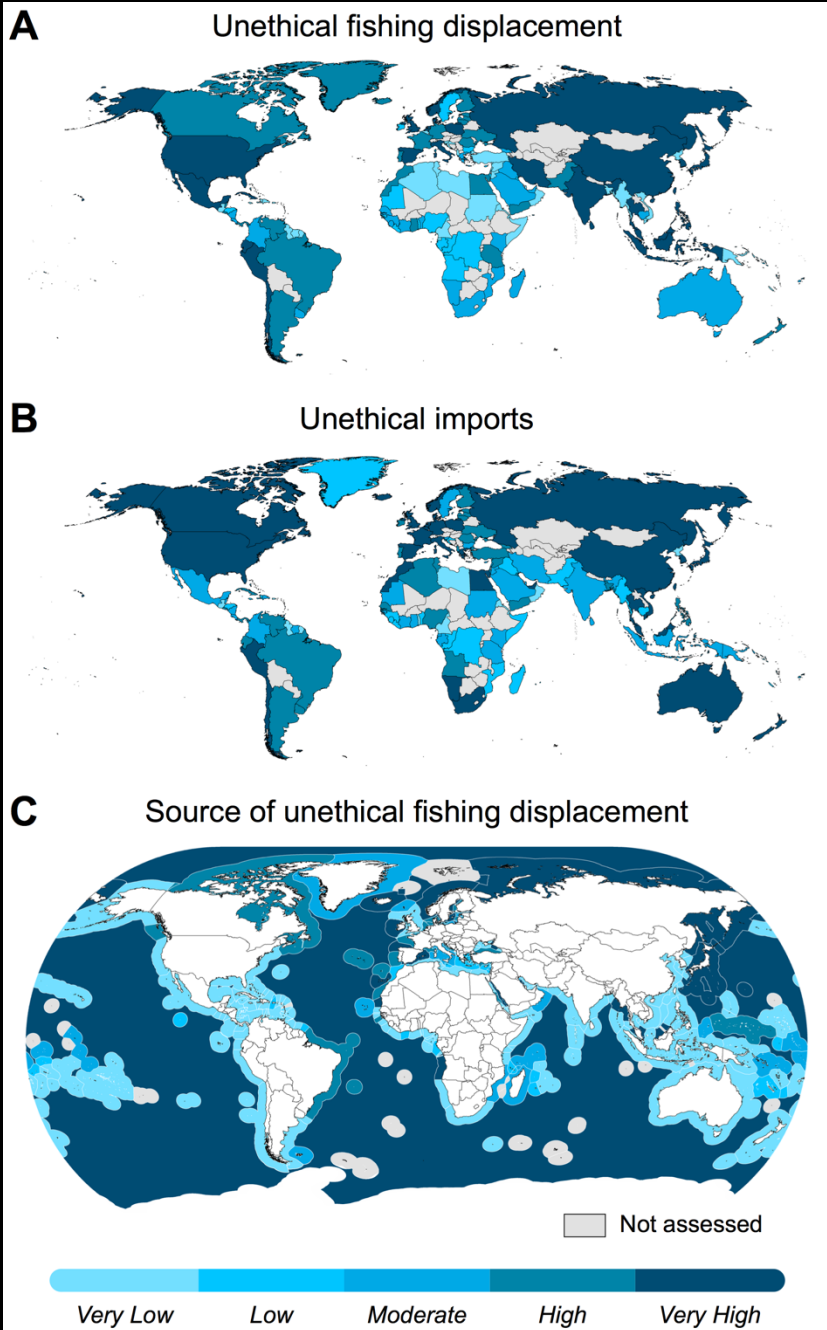 A
Unethical fishing displacement
B
Unethical imports
C
Source of unethical fishing displacement
Not assessed
Very Low Low Moderate High Very High